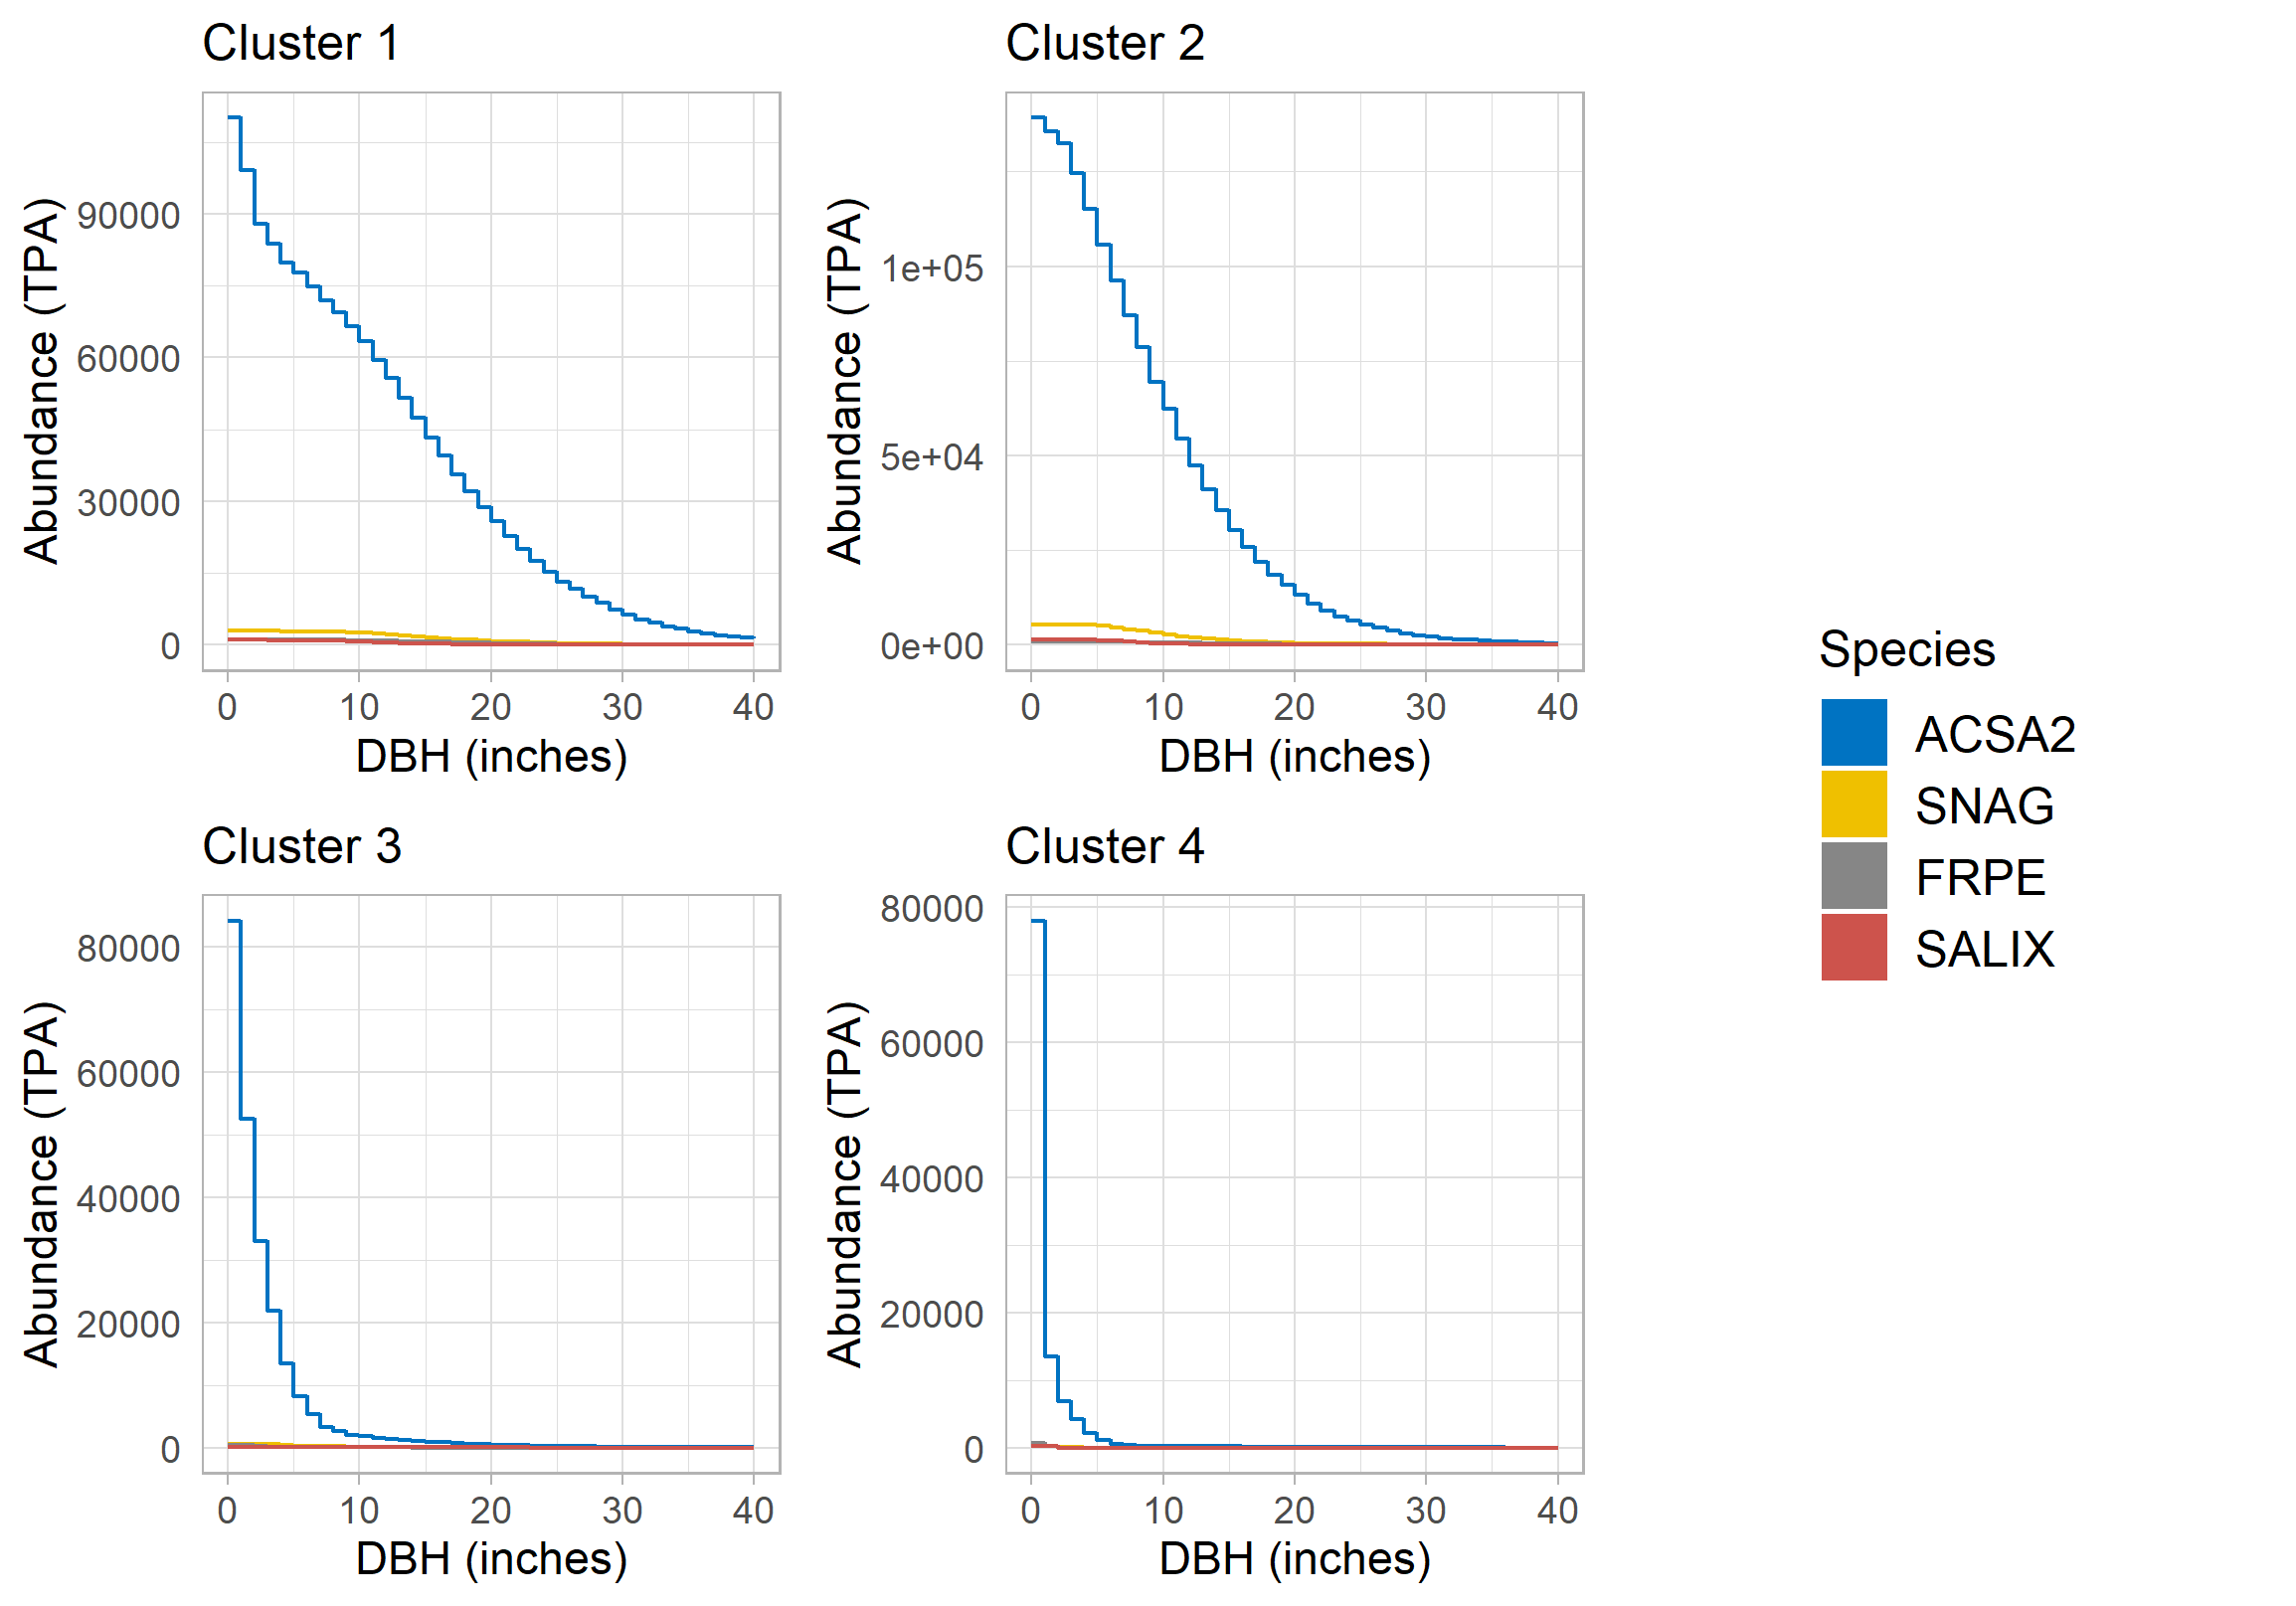 Cluster 1
Abundance (TPA)
90000
60000
30000
0
0 10 20 30 40
DBH (inches)
Cluster 2
Abundance (TPA)
1e+05
5e+04
0e+00
0 10 20 30 40
DBH (inches)
Cluster 3
Abundance (TPA)
80000
60000
40000
20000
0
0 10 20 30 40
DBH (inches)
Cluster 4
Abundance (TPA)
80000
60000
40000
20000
0
0 10 20 30 40
DBH (inches)
Species
ACSA2
SNAG
FRPE
SALIX